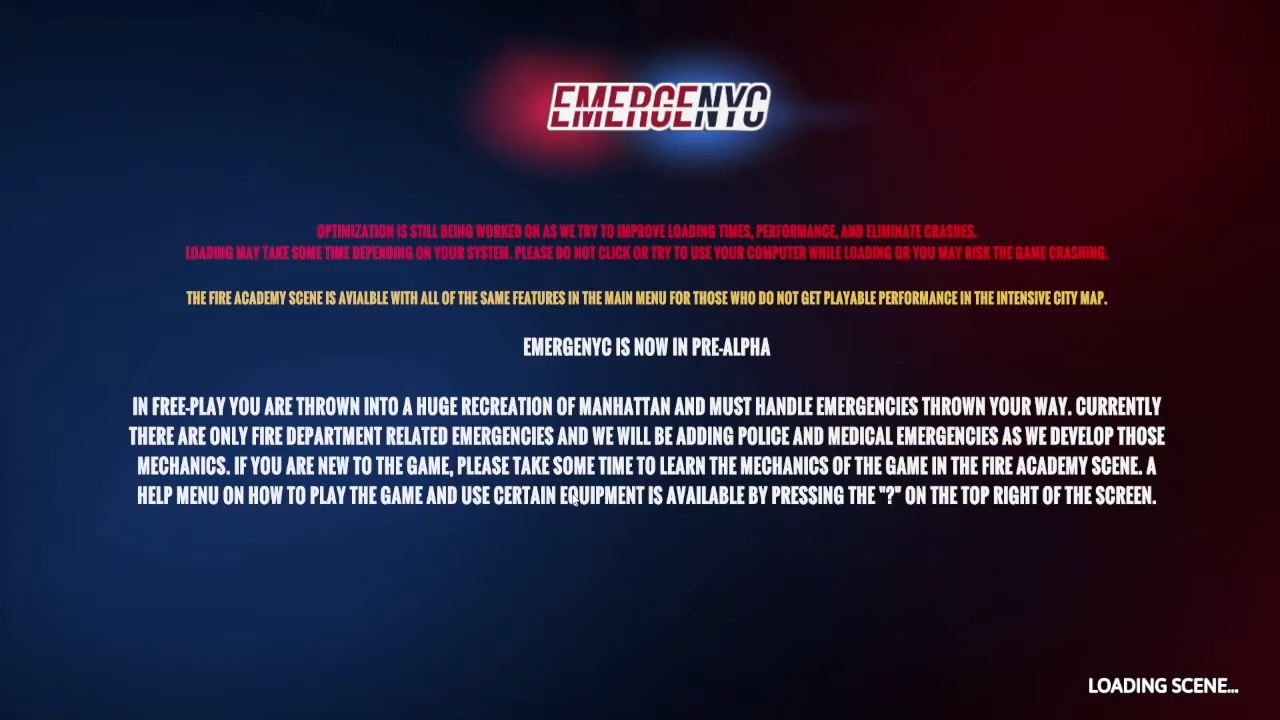 EMERGENYC
OPTIMIZATION IS STILL BEING WORKED ON AS WE TRY TO IMPROVE LOADING TIMES, PERFORMANCE, AND ELIMINATE CRASHES.
LOADING MAY TAKE SOME TIME DEPENDING ON YOUR SYSTEM. PLEASE DO NOT CLICK OR TRY TO USE YOUR COMPUTER WHILE LOADING OR YOU MAY RISK THE GAME CRASHING.
THE FIRE ACADEMY SCENE IS AVIALBLE WITH ALL OF THE SAME FEATURES IN THE MAIN MENU FOR THOSE WHO DO NOT GET PLAYABLE PERFORMANCE IN THE INTENSIVE CITY MAP.
EMERGENYC IS NOW IN PRE-ALPHA
IN FREE-PLAY YOU ARE THROWN INTO A HUGE RECREATION OF MANHATTAN AND MUST HANDLE EMERGENCIES THROWN YOUR WAY. CURRENTLY
THERE ARE ONLY FIRE DEPARTMENT RELATED EMERGENCIES AND WE WILL BE ADDING POLICE AND MEDICAL EMERGENCIES AS WE DEVELOP THOSE
MECHANICS. IF YOU ARE NEW TO THE GAME, PLEASE TAKE SOME TIME TO LEARN THE MECHANICS OF THE GAME IN THE FIRE ACADEMY SCENE. A
HELP MENU ON HOW TO PLAY THE GAME AND USE CERTAIN EQUIPMENT IS AVAILABLE BY PRESSING THE "?" ON THE TOP RIGHT OF THE SCREEN.
LOADING SCENE...